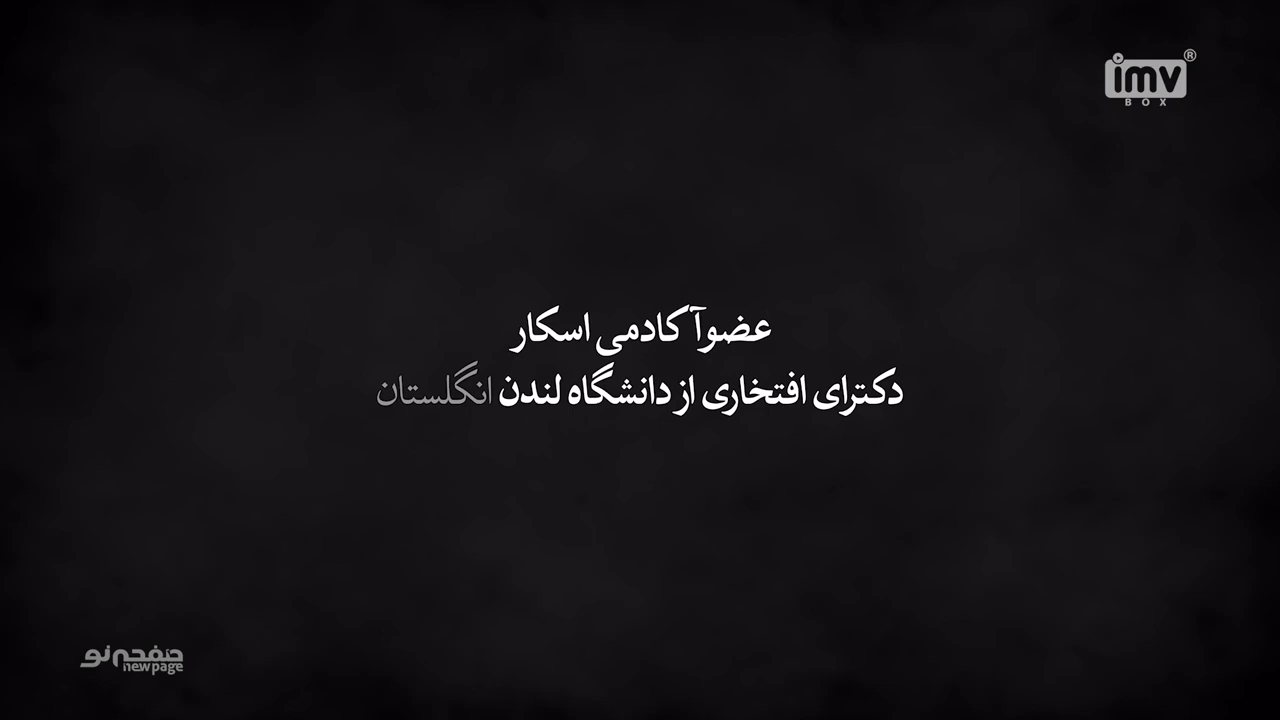 imv®
BOX
عضو آکادمی اسکار
دکترای افتخاری از دانشگاه لندن انگلستان
صفحه نو
newpage